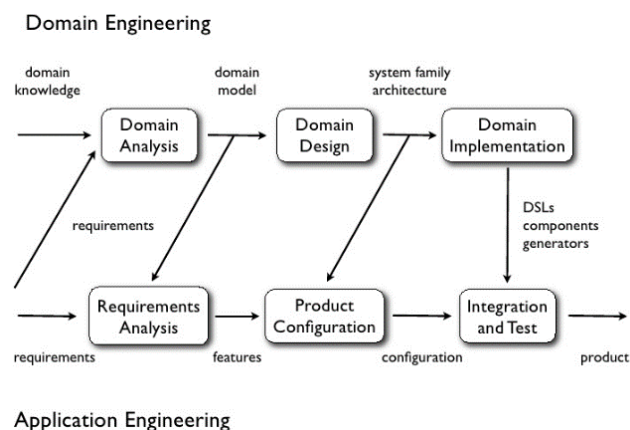 Domain Engineering
domain
knowledge
domain
model
system family
architecture
Domain
Analysis
Domain
Design
Domain
Implementation
requirements
DSLs
components
generators
Requirements
Analysis
Product
Configuration
Integration
and Test
requirements
features
configuration
product
Application Engineering